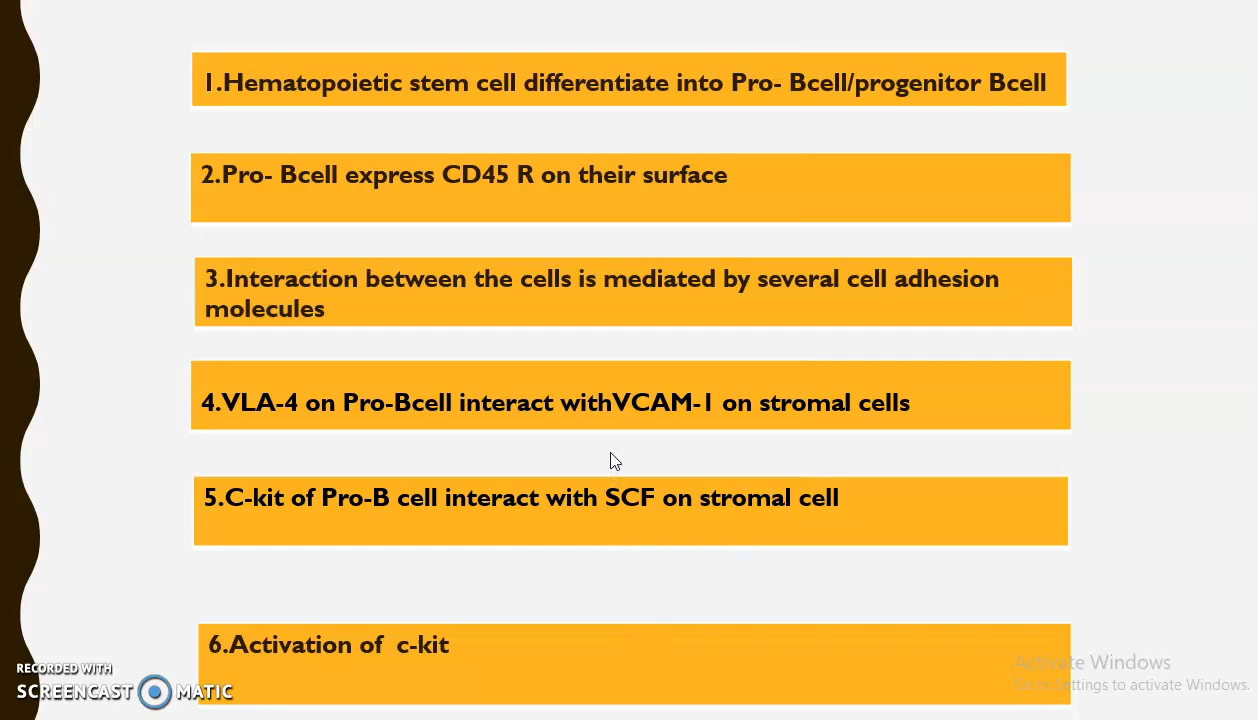 1.Hematopoietic stem cell differentiate into Pro- Bcell/progenitor Bcell
2.Pro- Bcell express CD45 R on their surface
3.Interaction between the cells is mediated by several cell adhesion
molecules
4.VLA-4 on Pro-Bcell interact withVCAM-1 on stromal cells
5.C-kit of Pro-B cell interact with SCF on stromal cell
6.Activation of c-kit
RECORDED WITH
SCREENCAST MATIC
Activate Windows
Go to Settings to activate Windows.